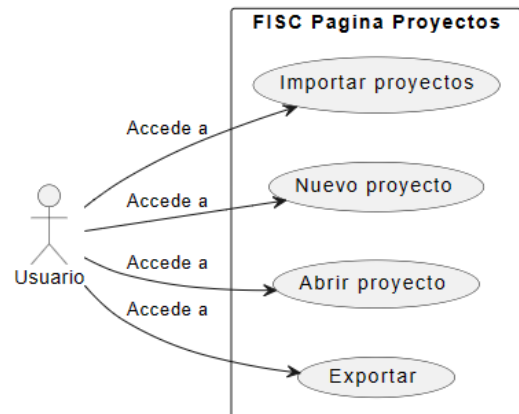 FISC Pagina Proyectos
Importar proyectos
Accede a
Nuevo proyecto
Accede a
Abrir proyecto
Accede a
Usuario
Accede a
Exportar